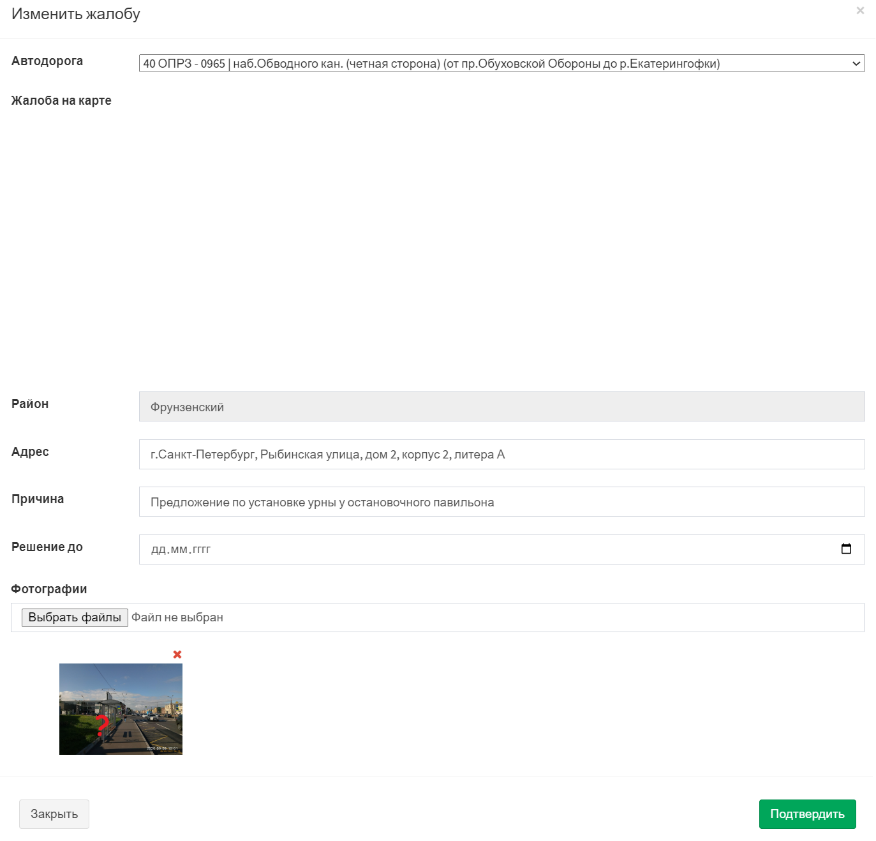 Изменить жалобу
×
Автодорога
40 ОПРЗ - 0965 | наб.Обводного кан. (четная сторона) (от пр.Обуховской Обороны до р.Екатерингофки)
Жалоба на карте
Район
Фрунзенский
Адрес
г.Санкт-Петербург, Рыбинская улица, дом 2, корпус 2, литера А
Причина
Предложение по установке урны у остановочного павильона
Решение до
дд.мм.гггг
Фотографии
Выбрать файлы Файл не выбран
?
Закрыть
Подтвердить